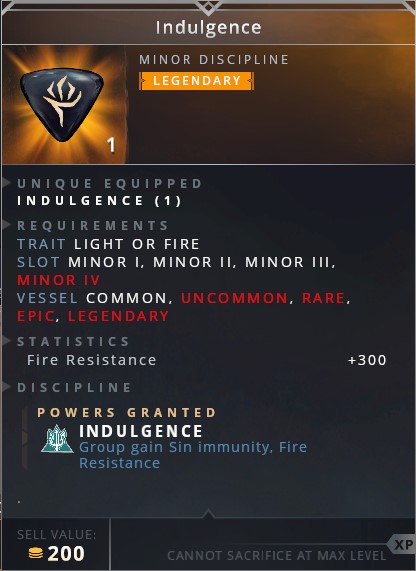 Indulgence
MINOR DISCIPLINE
LEGENDARY
1
UNIQUE EQUIPPED
INDULGENCE (1)
REQUIREMENTS
TRAIT LIGHT OR FIRE
SLOT MINOR I, MINOR II, MINOR III,
MINOR IV
VESSEL COMMON, UNCOMMON, RARE,
EPIC, LEGENDARY
STATISTICS
Fire Resistance +300
DISCIPLINE
POWERS GRANTED
INDULGENCE
Group gain Sin immunity, Fire
Resistance
.
SELL VALUE:
200
CANNOT SACRIFICE AT MAX LEVEL XP